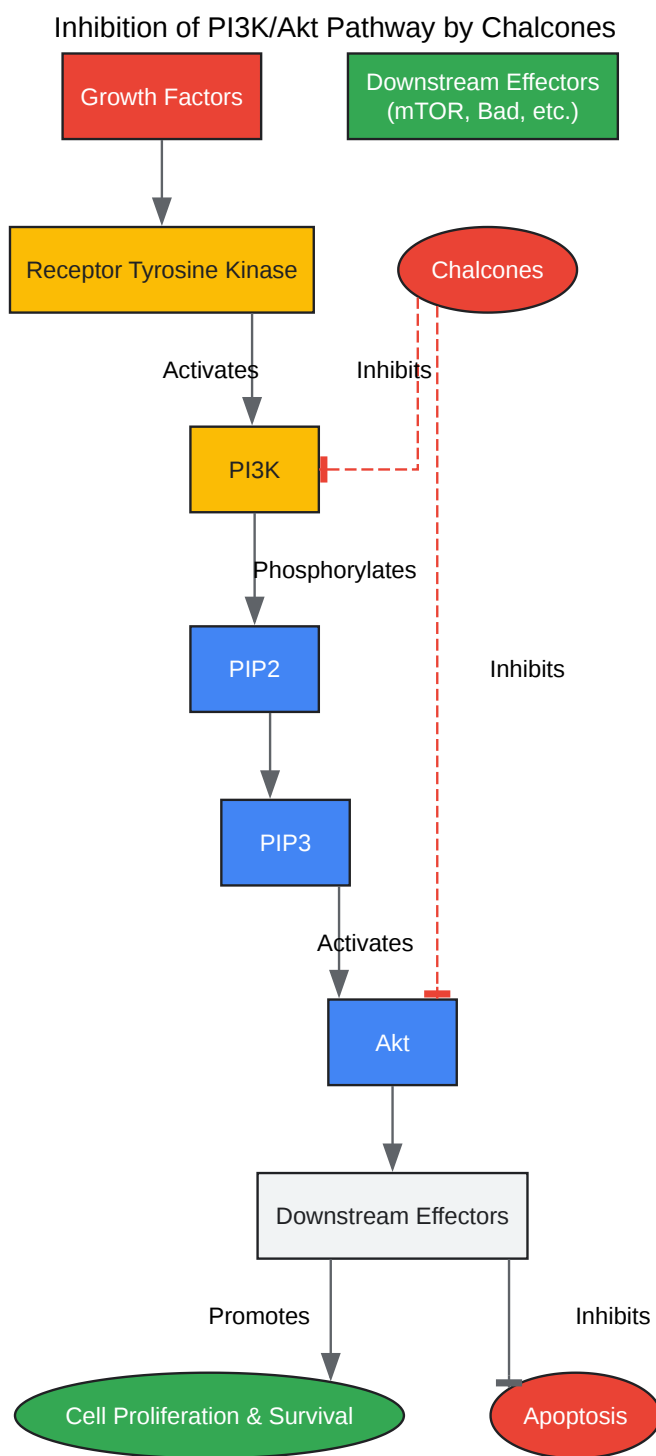 Inhibition of PI3K/Akt Pathway by Chalcones
Growth Factors
Downstream Effectors
(mTOR, Bad, etc.)
Receptor Tyrosine Kinase
Chalcones
Activates
Inhibits
PI3K
Phosphorylates
PIP2
Inhibits
PIP3
Activates
Akt
Downstream Effectors
Promotes
Inhibits
Cell Proliferation & Survival
Apoptosis